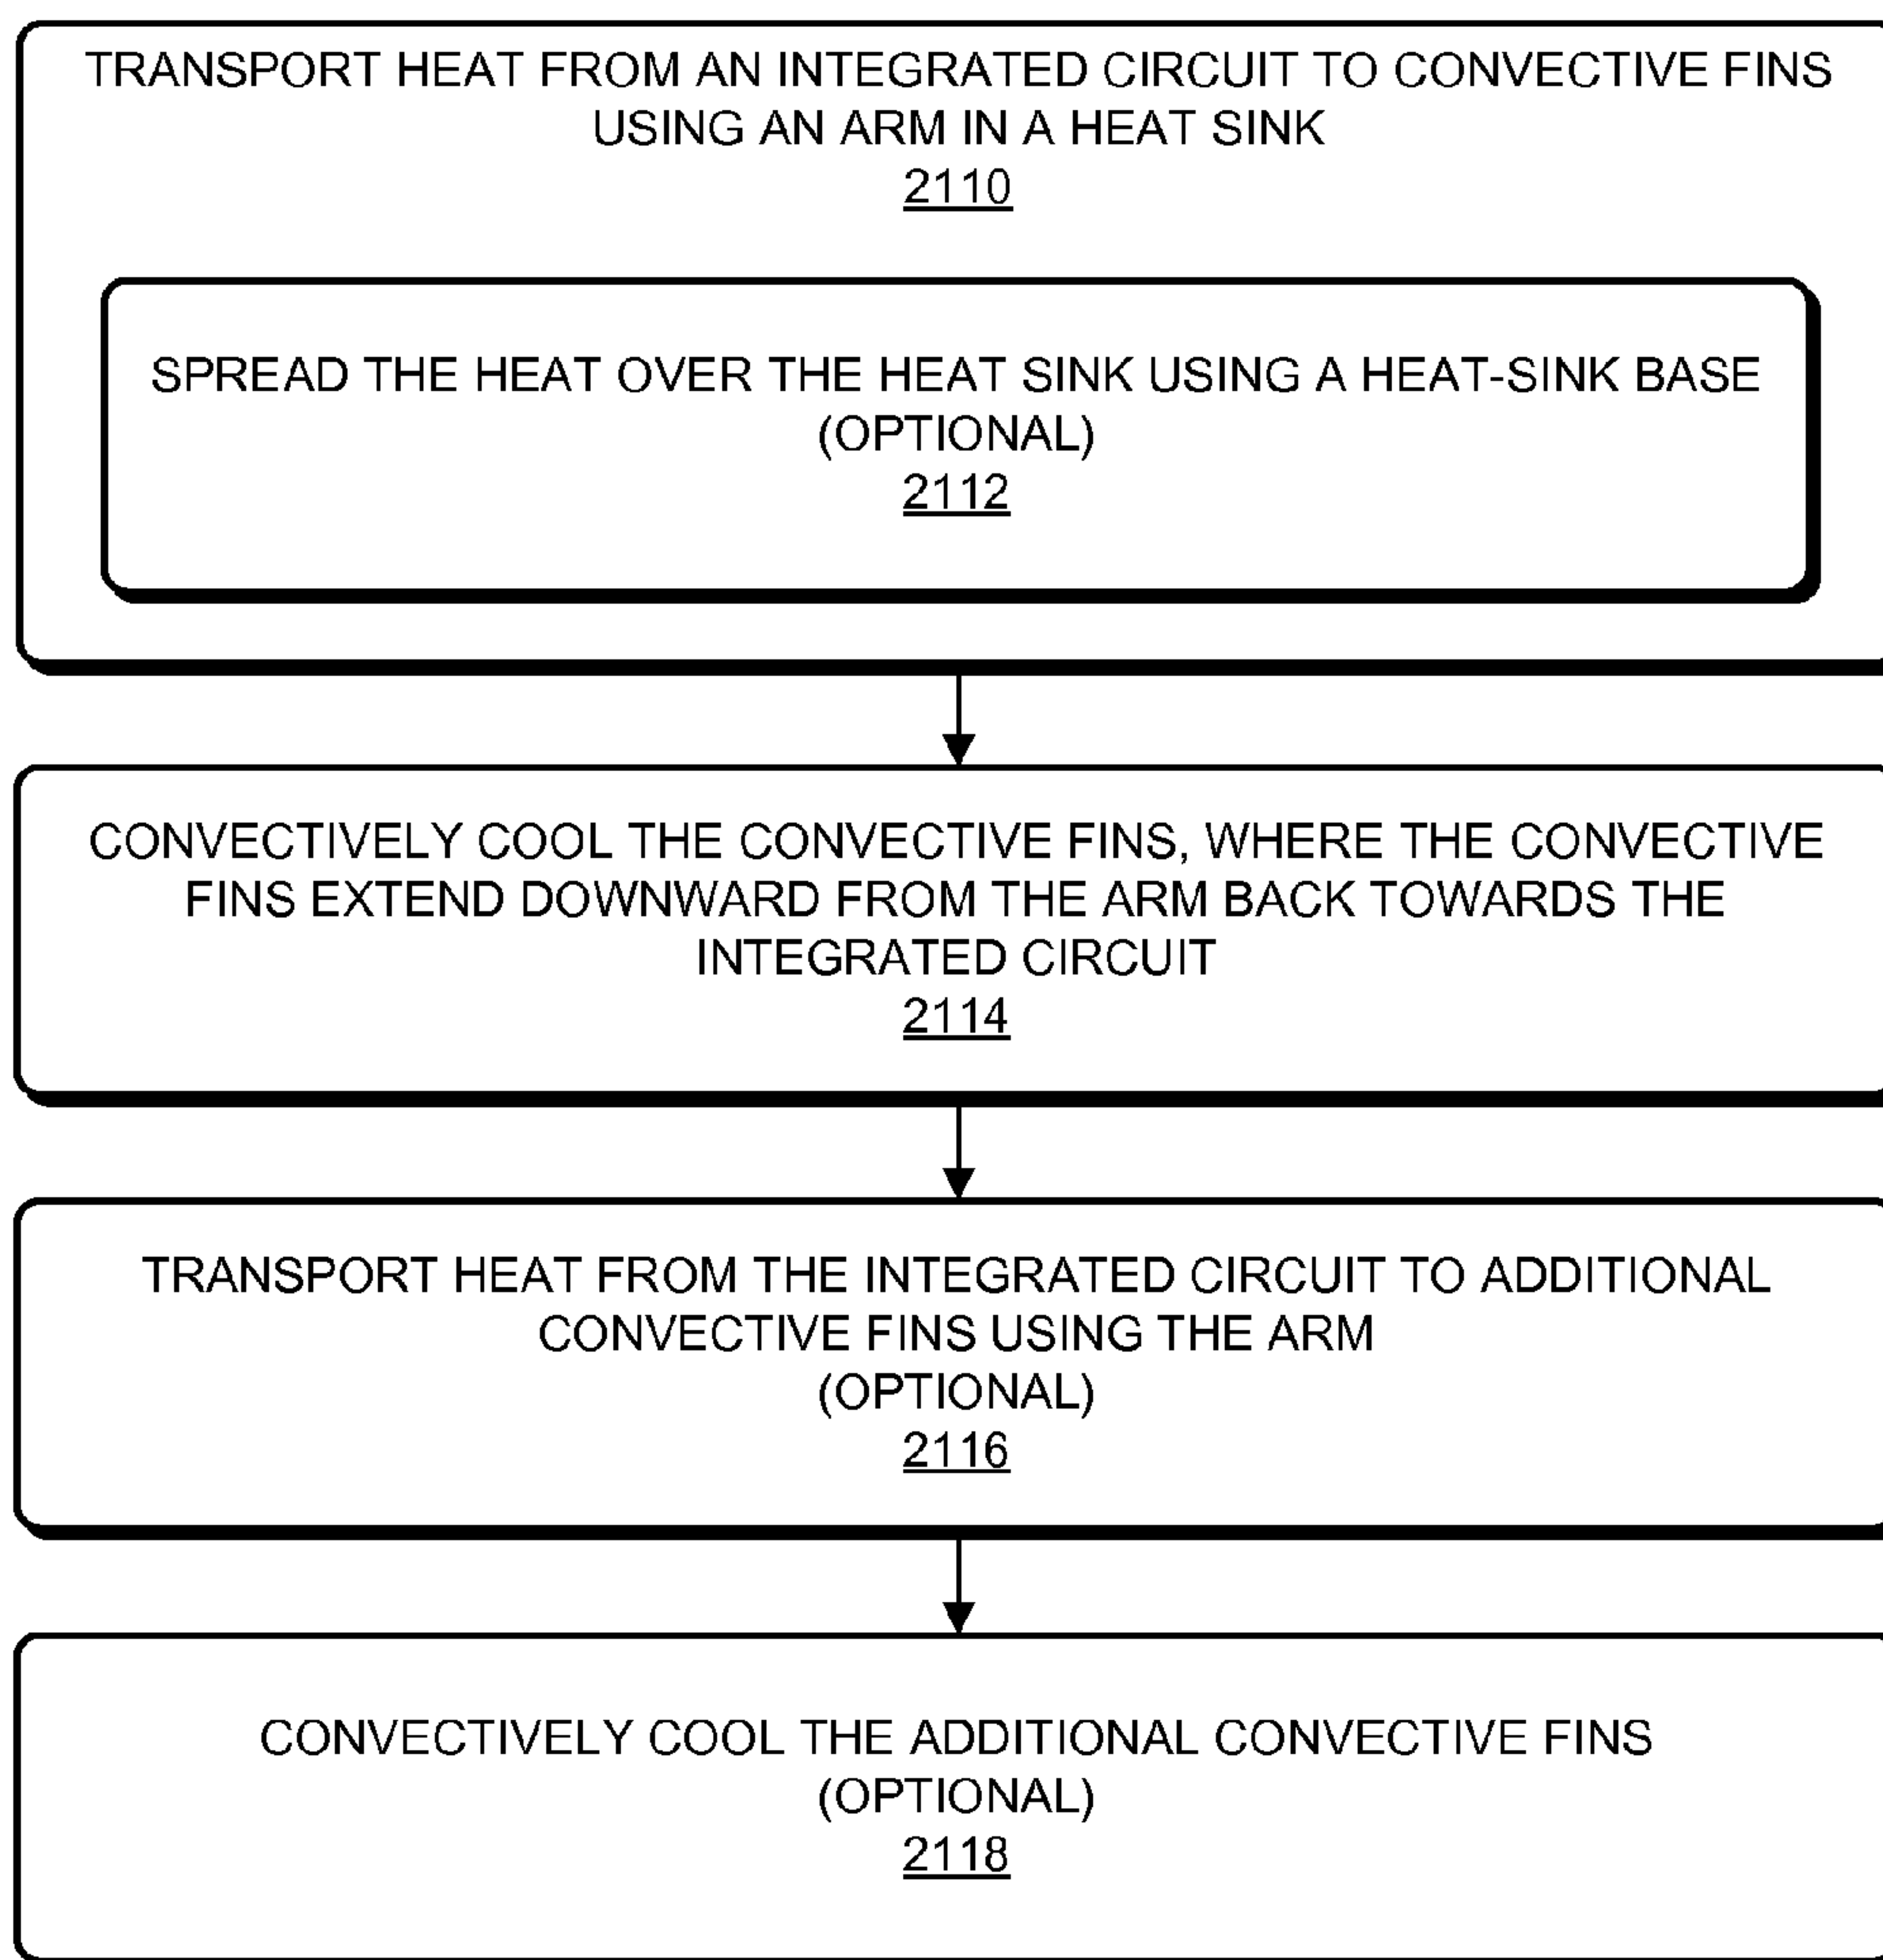 TRANSPORT HEAT FROM AN INTEGRATED CIRCUIT TO CONVECTIVE FINS
USING AN ARM IN A HEAT SINK
2110
SPREAD THE HEAT OVER THE HEAT SINK USING A HEAT-SINK BASE
(OPTIONAL)
2112
CONVECTIVELY COOL THE CONVECTIVE FINS, WHERE THE CONVECTIVE
FINS EXTEND DOWNWARD FROM THE ARM BACK TOWARDS THE
INTEGRATED CIRCUIT
2114
TRANSPORT HEAT FROM THE INTEGRATED CIRCUIT TO ADDITIONAL
CONVECTIVE FINS USING THE ARM
(OPTIONAL)
2116
CONVECTIVELY COOL THE ADDITIONAL CONVECTIVE FINS
(OPTIONAL)
2118